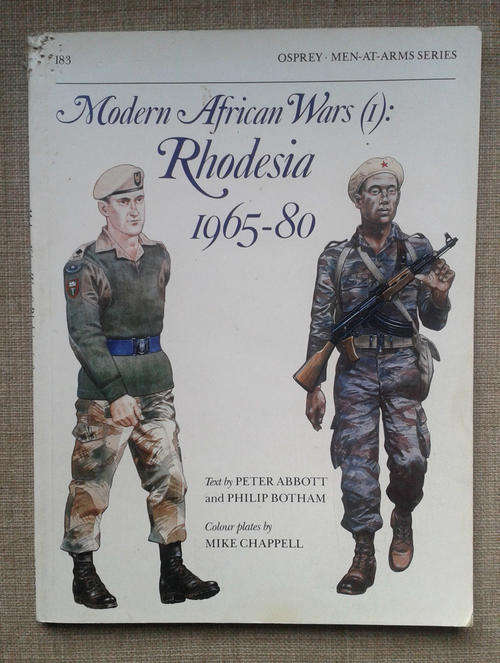 183
OSPREY · MEN-AT-ARMS SERIES
Modern African Wars (1):
Rhodesia
1965-80
Text by PETER ABBOTT
and PHILIP BOTHAM
Colour plates by
MIKE CHAPPELL